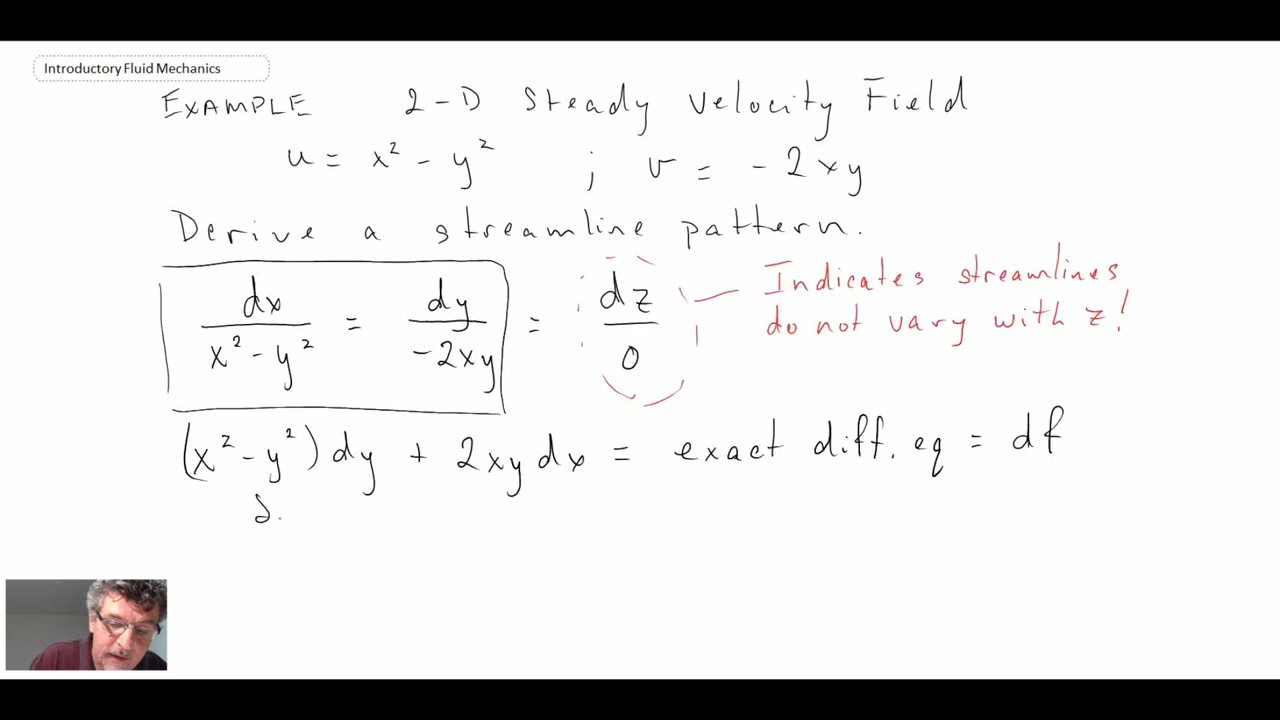 Introductory Fluid Mechanics
EXAMPLE 2-D Steady Velocity Field
u = x² - y² ; v = -2xy
Derive a streamline pattern.
dx/(x² - y²) = dy/(-2xy) = dz/0
Indicates streamlines
do not vary with z!
(x² - y²) dy + 2xy dx = exact diff. eq = df